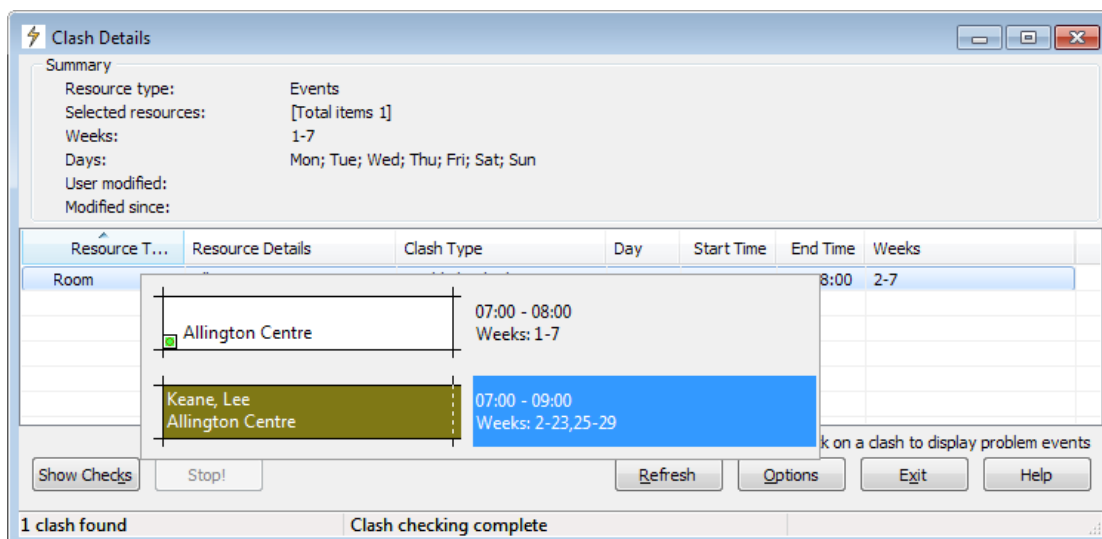 Clash Details
Summary
Resource type: Events
Selected resources: [Total items 1]
Weeks: 1-7
Days: Mon; Tue; Wed; Thu; Fri; Sat; Sun
User modified:
Modified since:
Resource T... Resource Details Clash Type Day Start Time End Time Weeks
Room 8:00 2-7
07:00 - 08:00
Allington Centre Weeks: 1-7
Keane, Lee 07:00 - 09:00
Allington Centre Weeks: 2-23,25-29
on a clash to display problem events
Show Checks Stop! Refresh Options Exit Help
1 clash found Clash checking complete